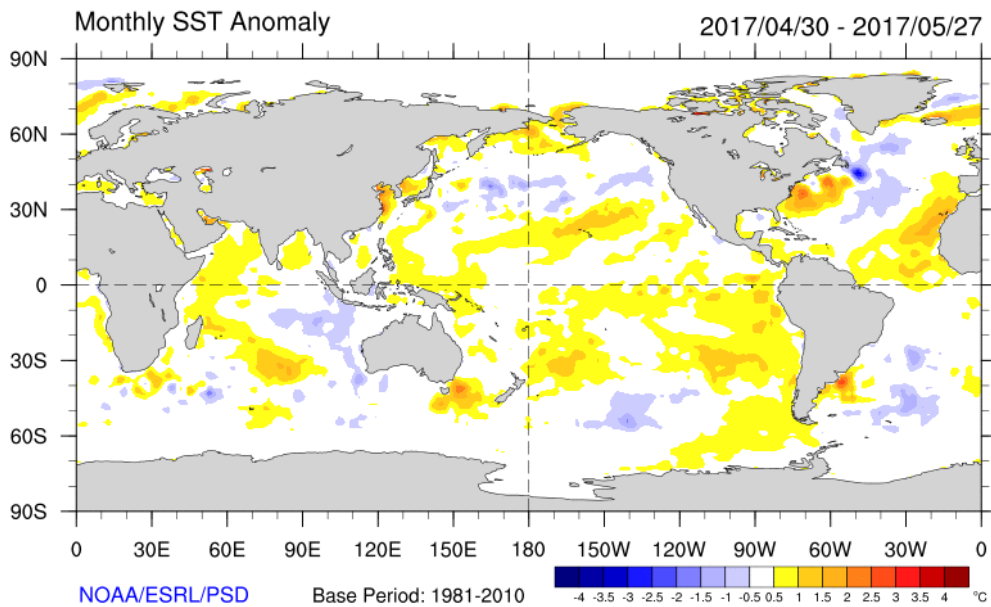 Monthly SST Anomaly 2017/04/30 - 2017/05/27
90N
60N
30N
0
30S
60S
90S
0 30E 60E 90E 120E 150E 180 150W 120W 90W 60W 30W 0
NOAA/ESRL/PSD Base Period: 1981-2010
-4 -3.5 -3 -2.5 -2 -1.5 -1 -0.5 0.5 1 1.5 2 2.5 3 3.5 4 °C